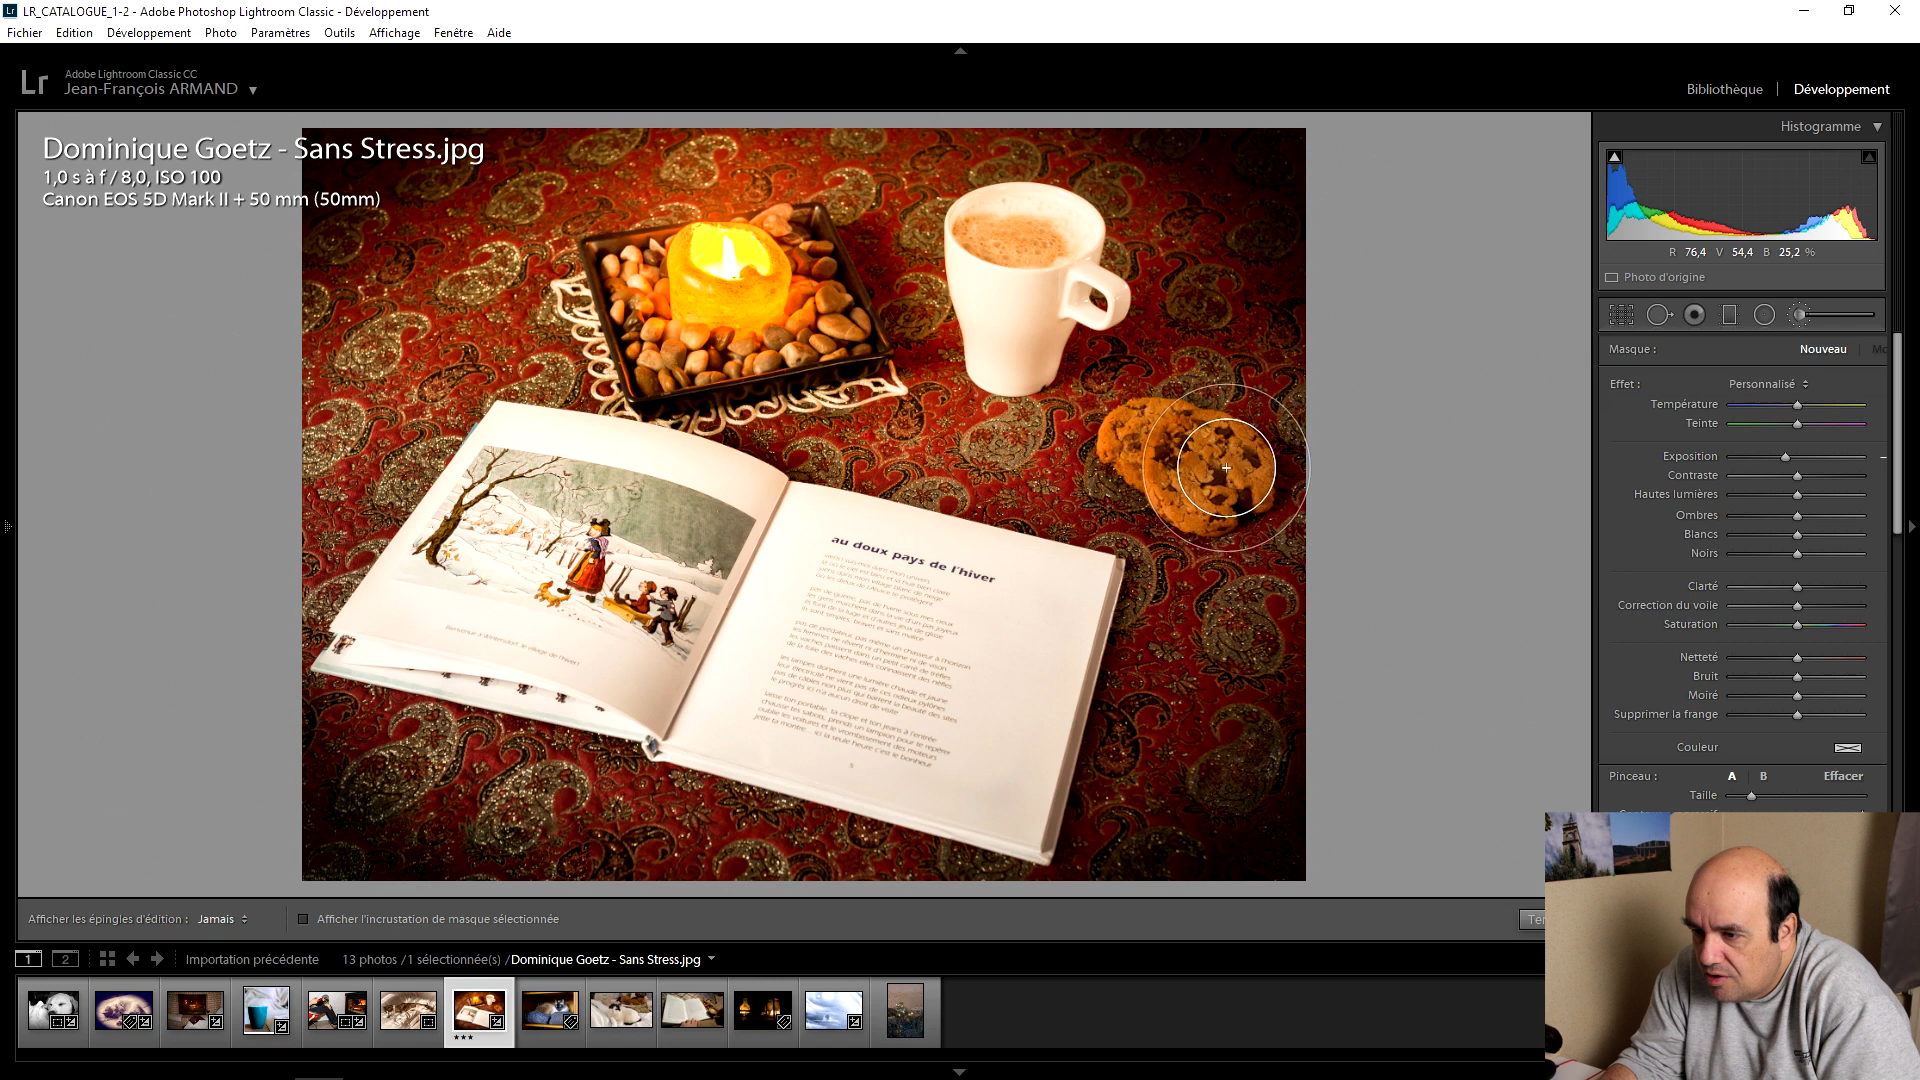 LR_CATALOGUE_1-2 - Adobe Photoshop Lightroom Classic - Développement
Fichier Edition Développement Photo Paramètres Outils Affichage Fenêtre Aide
Lr
Adobe Lightroom Classic CC
Jean-François ARMAND
Bibliothèque | Développement
Dominique Goetz - Sans Stress.jpg
1,0 s à f / 8,0, ISO 100
Canon EOS 5D Mark II + 50 mm (50mm)
Histogramme
R 76,4 V 54,4 B 25,2 %
Photo d'origine
Masque : Nouveau
Effet : Personnalisé
Température
Teinte
Exposition
Contraste
Hautes lumières
Ombres
Blancs
Noirs
Clarté
Correction du voile
Saturation
Netteté
Bruit
Moiré
Supprimer la frange
Couleur
Pinceau : A B Effacer
Taille
au doux pays de l'hiver
Afficher les épingles d'édition : Jamais
Afficher l'incrustation de masque sélectionnée
1 2 Importation précédente 13 photos /1 sélectionnée(s) /Dominique Goetz - Sans Stress.jpg